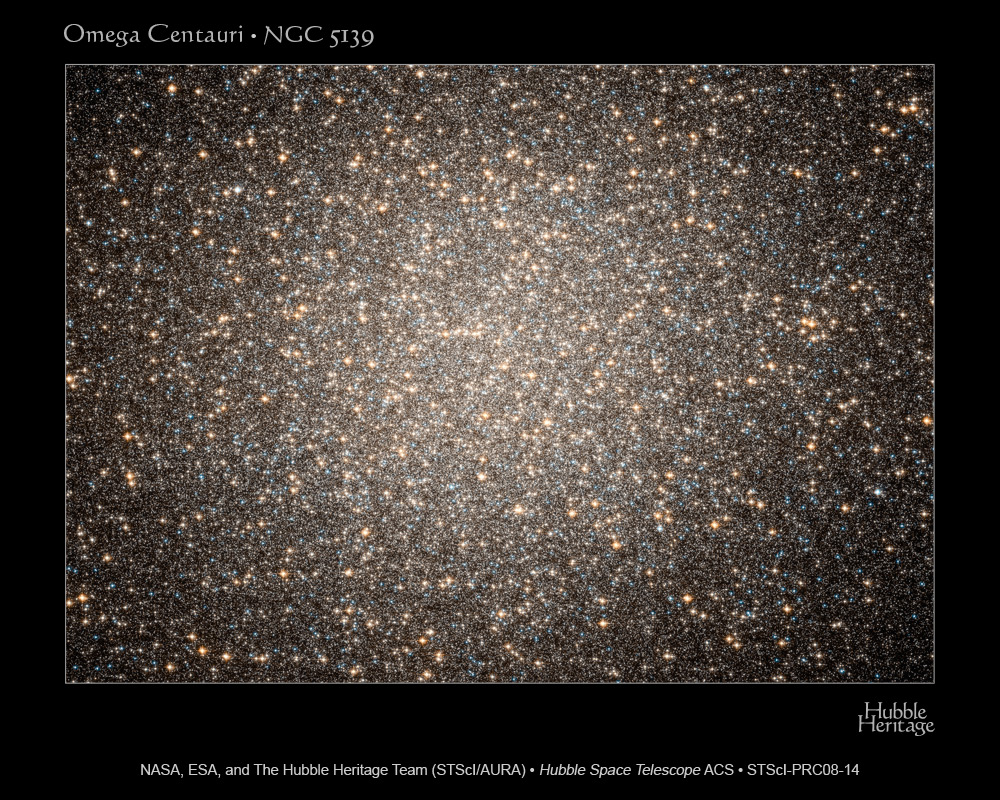 Omega Centauri • NGC 5139
Hubble
Heritage
NASA, ESA, and The Hubble Heritage Team (STScI/AURA) • Hubble Space Telescope ACS • STScI-PRC08-14